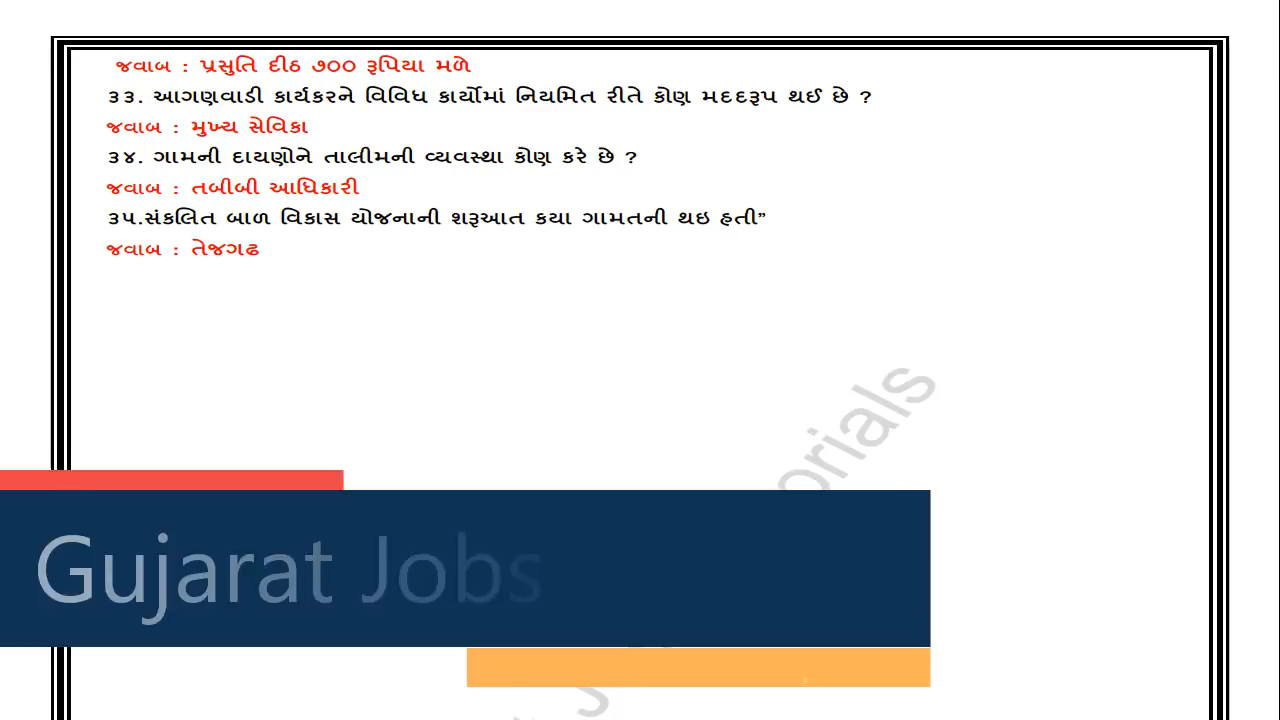 જવાબ : પ્રસુતિ દીઠ ૭૦૦ રૂપિયા મળે
૩૩. આગણવાડી કાર્યકરને વિવિધ કાર્યોમાં નિયમિત રીતે કોણ મદદરૂપ થઈ છે ?
જવાબ : મુખ્ય સેવિકા
૩૪. ગામની દાયણોને તાલીમની વ્યવસ્થા કોણ કરે છે ?
જવાબ : તબીબી આધિકારી
૩૫.સંકલિત બાળ વિકાસ યોજનાની શરૂઆત કયા ગામતની થઇ હતી”
જવાબ : તેજગઢ
orials
Gujarat Jobs